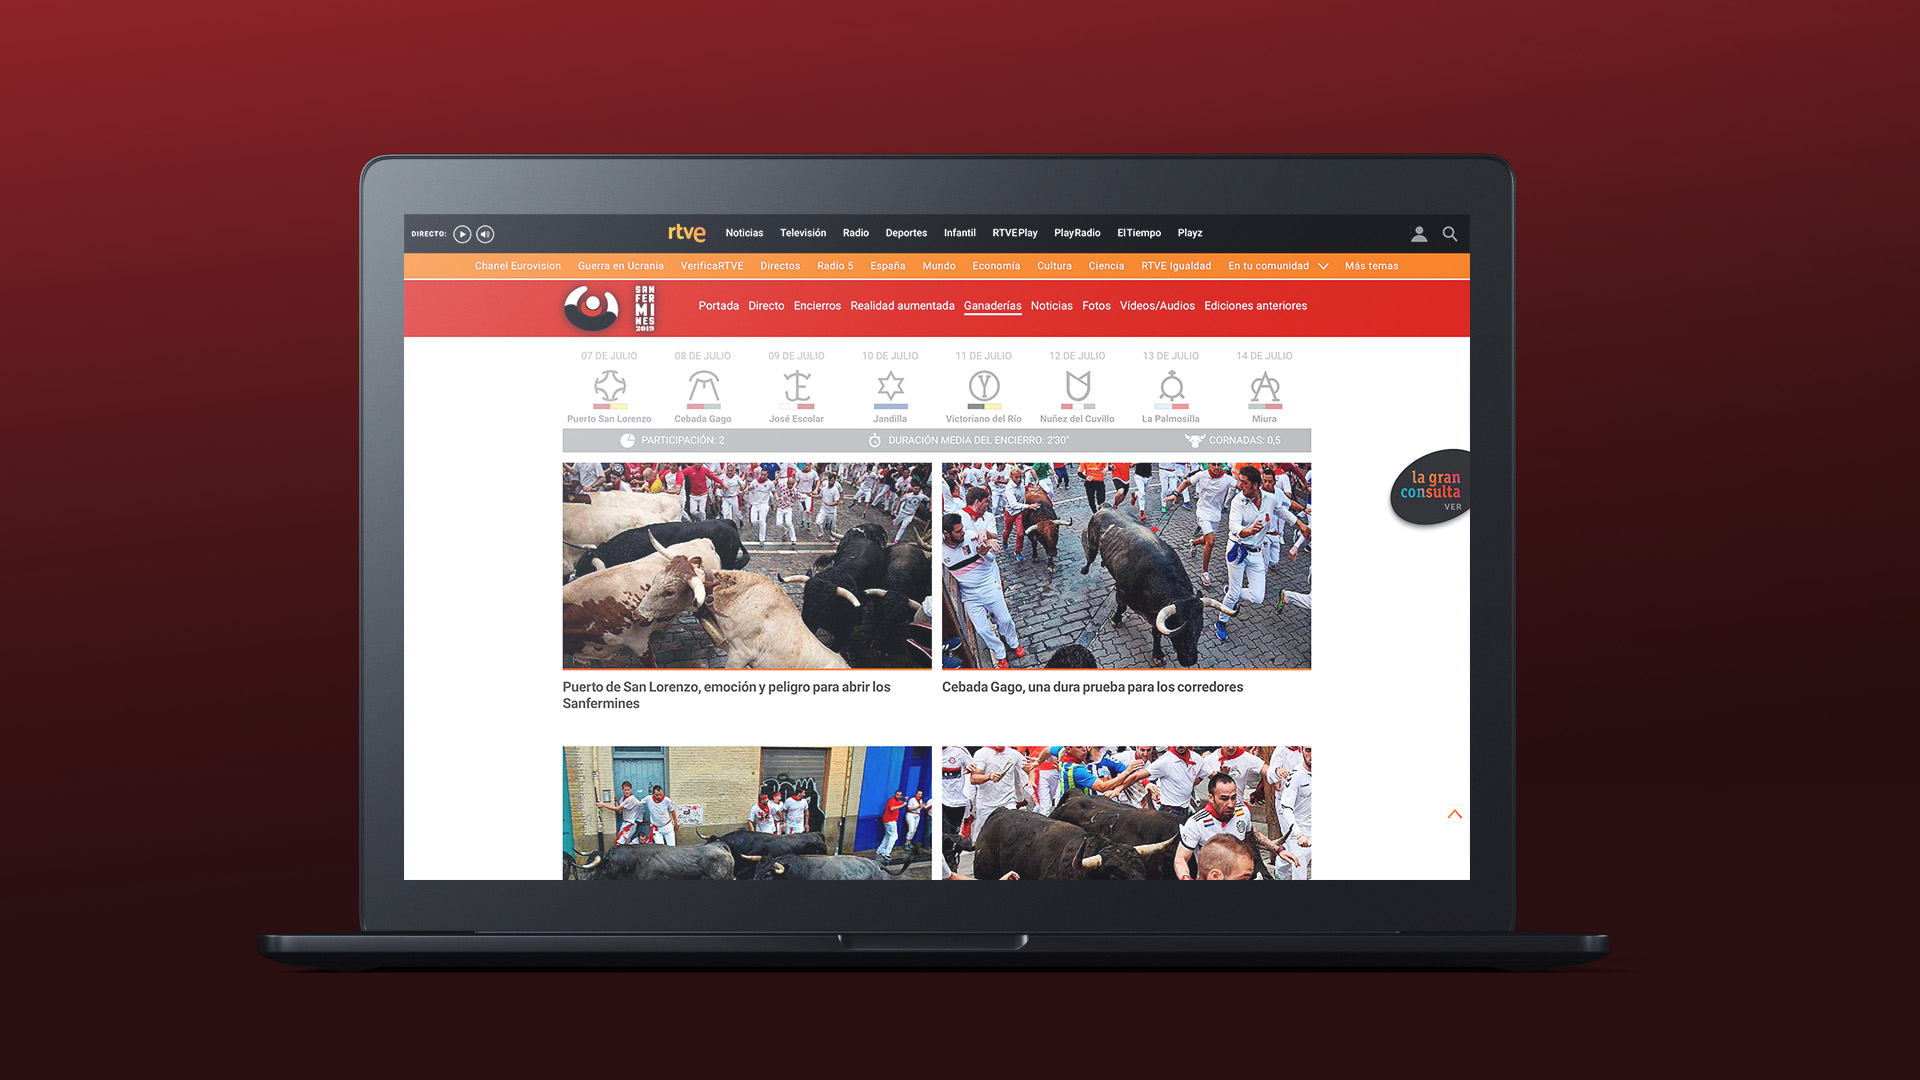 DIRECTO:
rtve Noticias Televisión Radio Deportes Infantil RTVEPlay PlayRadio ElTiempo Playz
Chanel Eurovision Guerra en Ucrania VerificaRTVE Directos Radio 5 España Mundo Economía Cultura Ciencia RTVE Igualdad En tu comunidad Más temas
SAN
FER
MI
NES
2019
Portada Directo Encierros Realidad aumentada Ganaderías Noticias Fotos Vídeos/Audios Ediciones anteriores
07 DE JULIO 08 DE JULIO 09 DE JULIO 10 DE JULIO 11 DE JULIO 12 DE JULIO 13 DE JULIO 14 DE JULIO
Puerto San Lorenzo Cebada Gago José Escolar Jandilla Victoriano del Río Nuñez del Cuvillo La Palmosilla Miura
PARTICIPACIÓN: 2 DURACIÓN MEDIA DEL ENCIERRO: 2'30" CORNADAS: 0,5
la gran
consulta
VER
Puerto de San Lorenzo, emoción y peligro para abrir los
Sanfermines
Cebada Gago, una dura prueba para los corredores